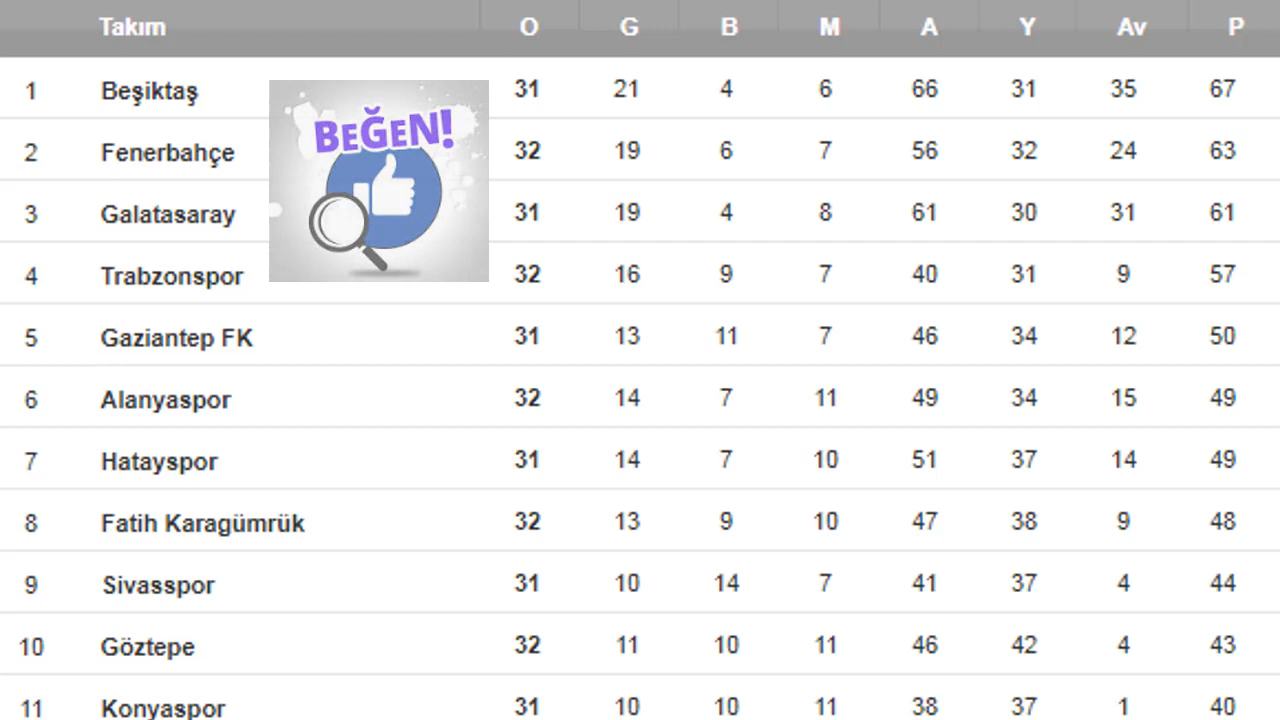 Takım O G B M A Y Av P
1 Beşiktaş 31 21 4 6 66 31 35 67
2 Fenerbahçe 32 19 6 7 56 32 24 63
3 Galatasaray 31 19 4 8 61 30 31 61
4 Trabzonspor 32 16 9 7 40 31 9 57
5 Gaziantep FK 31 13 11 7 46 34 12 50
6 Alanyaspor 32 14 7 11 49 34 15 49
7 Hatayspor 31 14 7 10 51 37 14 49
8 Fatih Karagümrük 32 13 9 10 47 38 9 48
9 Sivasspor 31 10 14 7 41 37 4 44
10 Göztepe 32 11 10 11 46 42 4 43
11 Konyaspor 31 10 10 11 38 37 1 40
BEĞEN!